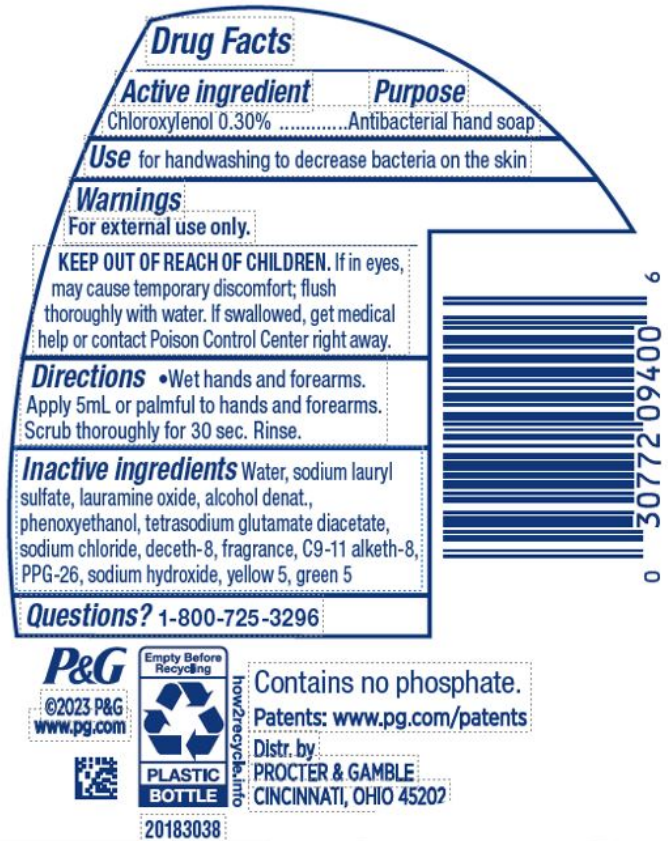 Drug Facts
Active ingredient Purpose
Chloroxylenol 0.30% .............Antibacterial hand soap
Use for handwashing to decrease bacteria on the skin
Warnings
For external use only.
KEEP OUT OF REACH OF CHILDREN. If in eyes,
may cause temporary discomfort; flush
thoroughly with water. If swallowed, get medical
help or contact Poison Control Center right away.
Directions •Wet hands and forearms.
Apply 5mL or palmful to hands and forearms.
Scrub thoroughly for 30 sec. Rinse.
Inactive ingredients Water, sodium lauryl
sulfate, lauramine oxide, alcohol denat.,
phenoxyethanol, tetrasodium glutamate diacetate,
sodium chloride, deceth-8, fragrance, C9-11 alketh-8,
PPG-26, sodium hydroxide, yellow 5, green 5
Questions? 1-800-725-3296
0 30772 09400 6
P&G
©2023 P&G
www.pg.com
Empty Before
Recycling
PLASTIC
BOTTLE
how2recycle.info
20183038
Contains no phosphate.
Patents: www.pg.com/patents
Distr. by
PROCTER & GAMBLE
CINCINNATI, OHIO 45202